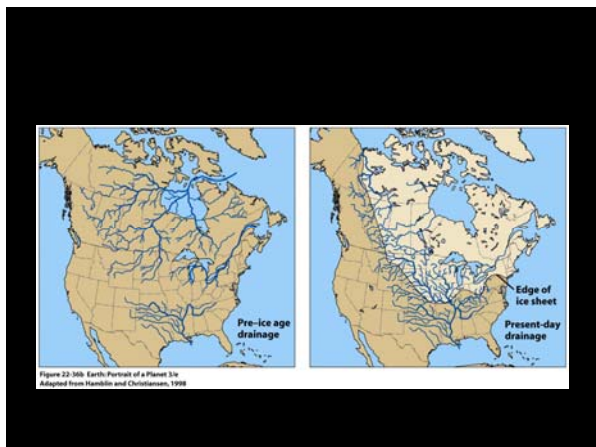 Pre–ice age
drainage
Edge of
ice sheet
Present-day
drainage
Figure 22-36b Earth: Portrait of a Planet 3/e
Adapted from Hamblin and Christiansen, 1998